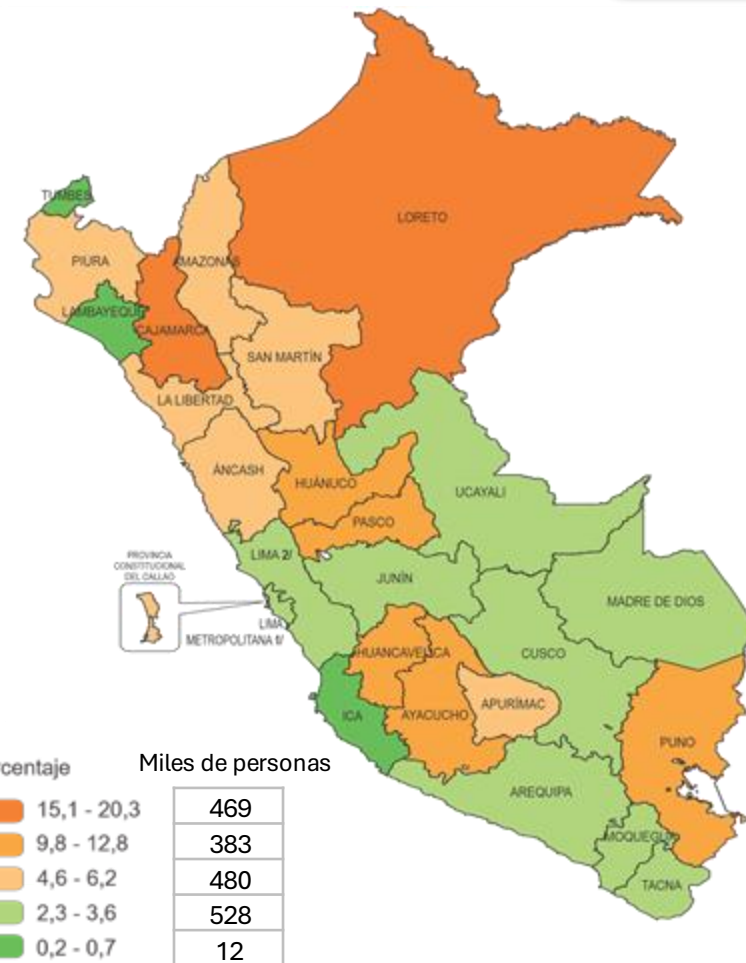 LORETO
TUMBES
PIURA
AMAZONAS
LAMBAYEQUE
CAJAMARCA
SAN MARTÍN
LA LIBERTAD
ÁNCASH
HUÁNUCO
UCAYALI
PASCO
LIMA 2/
PROVINCIA
CONSTITUCIONAL
DEL CALLAO
JUNÍN
MADRE DE DIOS
LIMA
METROPOLITANA 1/
HUANCAVELICA
CUSCO
APURÍMAC
ICA
AYACUCHO
PUNO
AREQUIPA
MOQUEGUA
TACNA
rcentaje Miles de personas
15,1 - 20,3 469
9,8 - 12,8 383
4,6 - 6,2 480
2,3 - 3,6 528
0,2 - 0,7 12